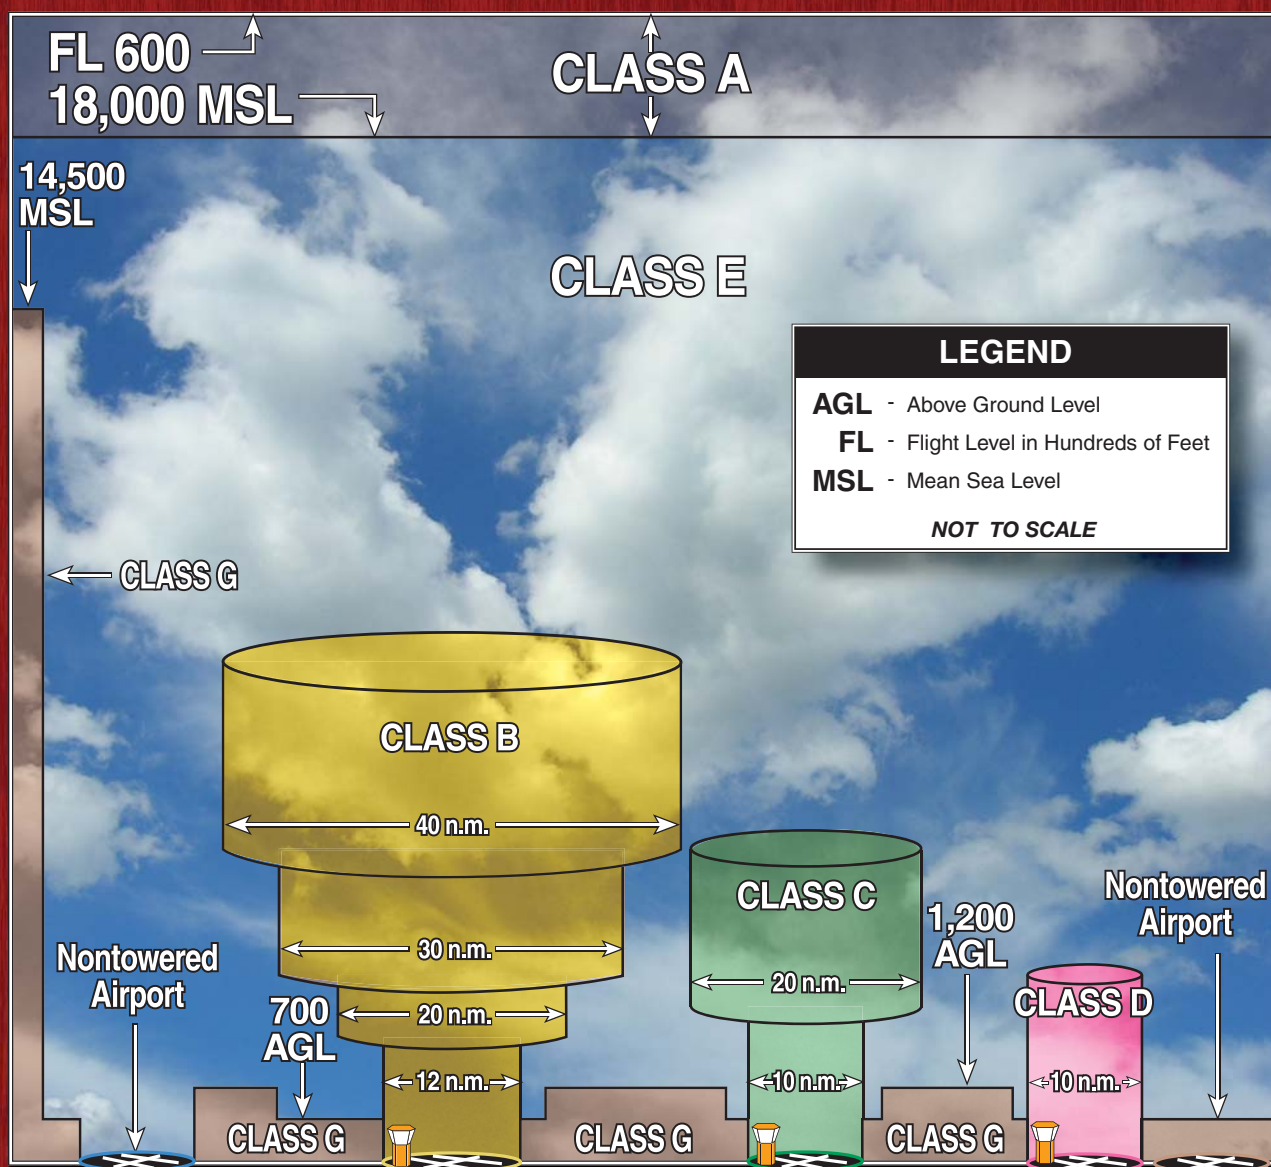 FL 600
18,000 MSL
CLASS A
14,500
MSL
CLASS E
LEGEND
AGL - Above Ground Level
FL - Flight Level in Hundreds of Feet
MSL - Mean Sea Level
NOT TO SCALE
CLASS G
CLASS B
40 n.m.
30 n.m.
20 n.m.
12 n.m.
CLASS C
20 n.m.
10 n.m.
1,200
AGL
Nontowered
Airport
CLASS D
10 n.m.
Nontowered
Airport
700
AGL
CLASS G
CLASS G
CLASS G